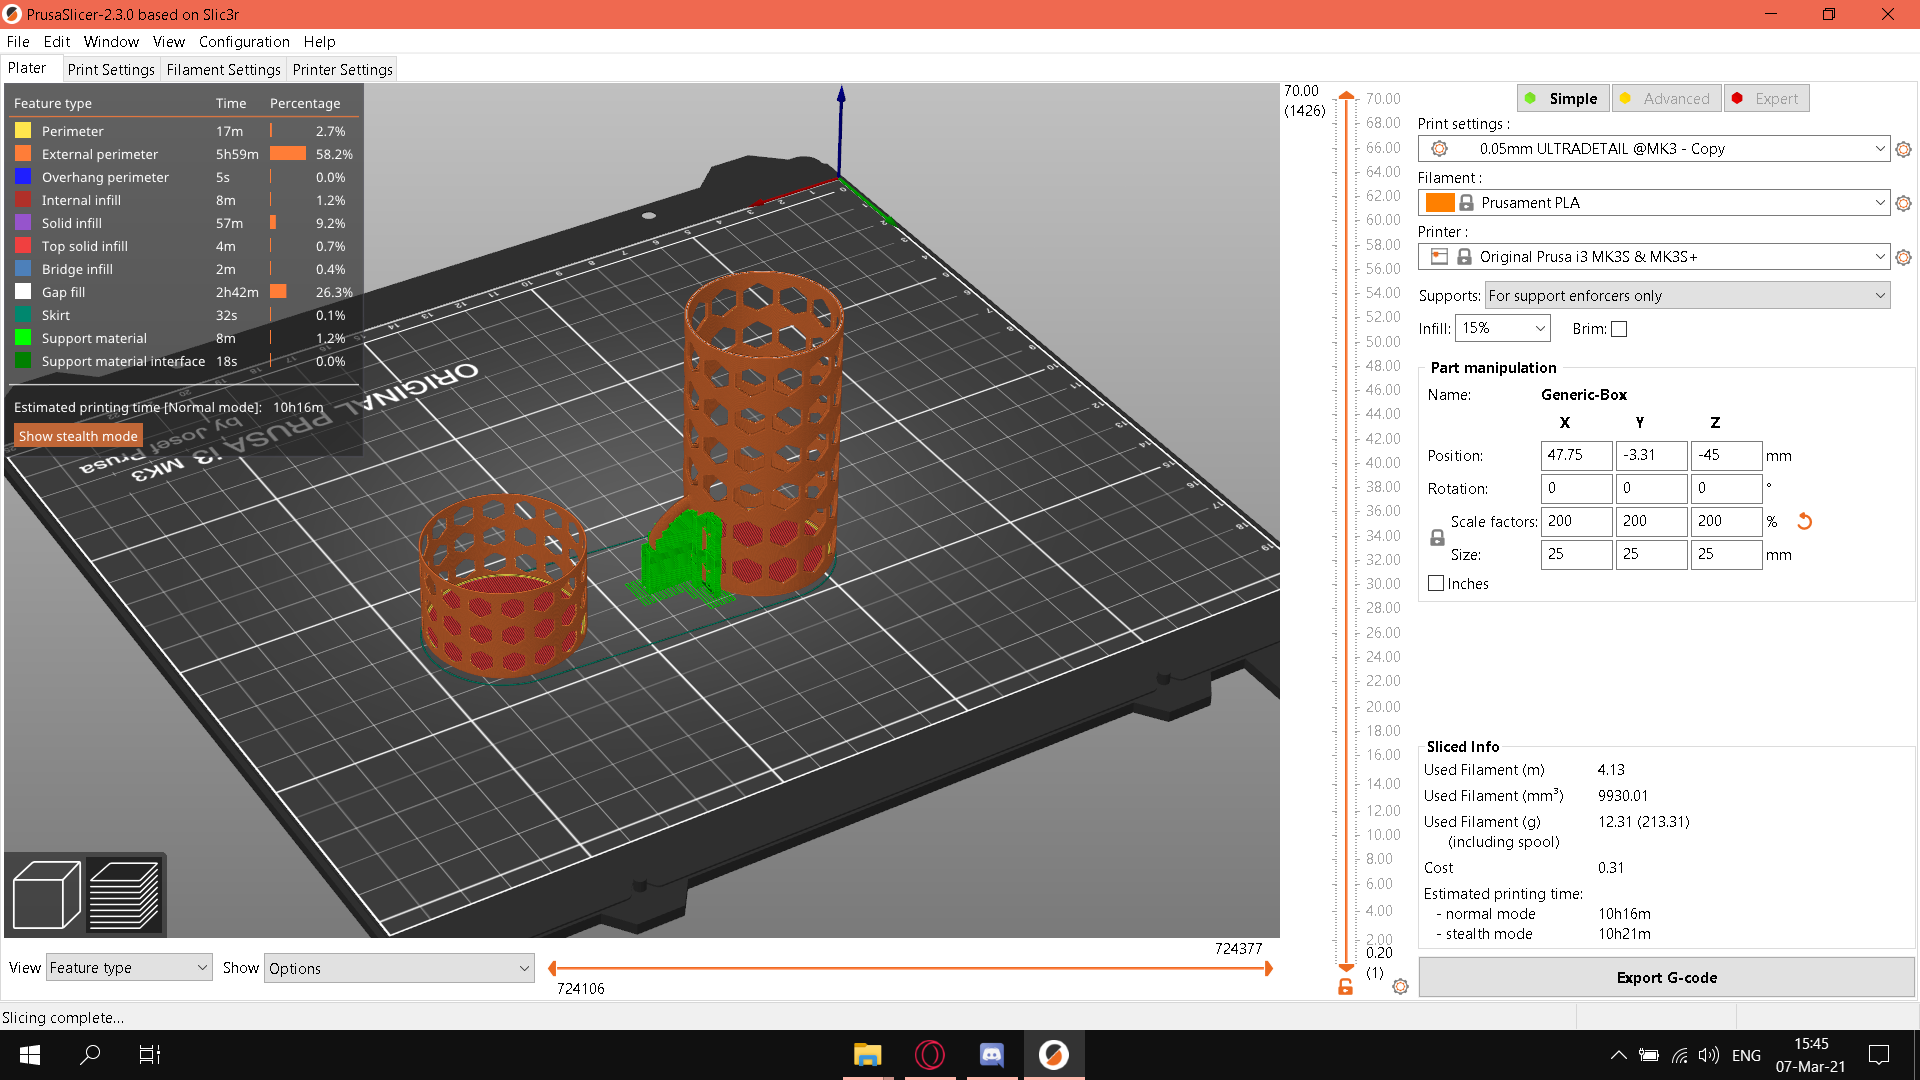 PrusaSlicer-2.3.0 based on Slic3r
File Edit Window View Configuration Help
Plater Print Settings Filament Settings Printer Settings
Feature type Time Percentage
Perimeter 17m 2.7%
External perimeter 5h59m 58.2%
Overhang perimeter 5s 0.0%
Internal infill 8m 1.2%
Solid infill 57m 9.2%
Top solid infill 4m 0.7%
Bridge infill 2m 0.4%
Gap fill 2h42m 26.3%
Skirt 32s 0.1%
Support material 8m 1.2%
Support material interface 18s 0.0%
Estimated printing time [Normal mode]: 10h16m
Show stealth mode
ORIGINAL PRUSA i3 MK3
by Josef Prusa
70.00
(1426)
70.00
68.00
66.00
64.00
62.00
60.00
58.00
56.00
54.00
52.00
50.00
48.00
46.00
44.00
42.00
40.00
38.00
36.00
34.00
32.00
30.00
28.00
26.00
24.00
22.00
20.00
18.00
16.00
14.00
12.00
10.00
8.00
6.00
4.00
2.00
0.20
(1)
Simple Advanced Expert
Print settings :
0.05mm ULTRADETAIL @MK3 - Copy
Filament :
Prusament PLA
Printer :
Original Prusa i3 MK3S & MK3S+
Supports: For support enforcers only
Infill: 15% Brim:
Part manipulation
Name: Generic-Box
X Y Z
Position: 47.75 -3.31 -45 mm
Rotation: 0 0 0 °
Scale factors: 200 200 200 %
Size: 25 25 25 mm
Inches
Sliced Info
Used Filament (m) 4.13
Used Filament (mm³) 9930.01
Used Filament (g) 12.31 (213.31)
(including spool)
Cost 0.31
Estimated printing time:
- normal mode 10h16m
- stealth mode 10h21m
Export G-code
View Feature type Show Options
724377
724106
Slicing complete...
ENG
15:45
07-Mar-21